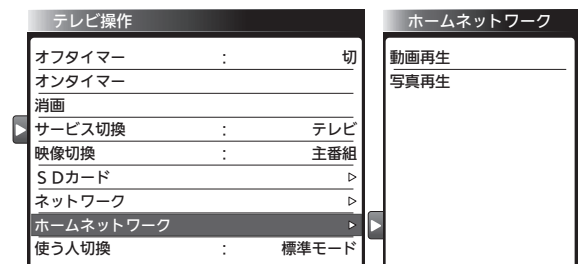 テレビ操作
オフタイマー : 切
オンタイマー
消画
サービス切換 : テレビ
映像切換 : 主番組
ＳＤカード ▷
ネットワーク ▷
ホームネットワーク ▷
使う人切換 : 標準モード
ホームネットワーク
動画再生
写真再生